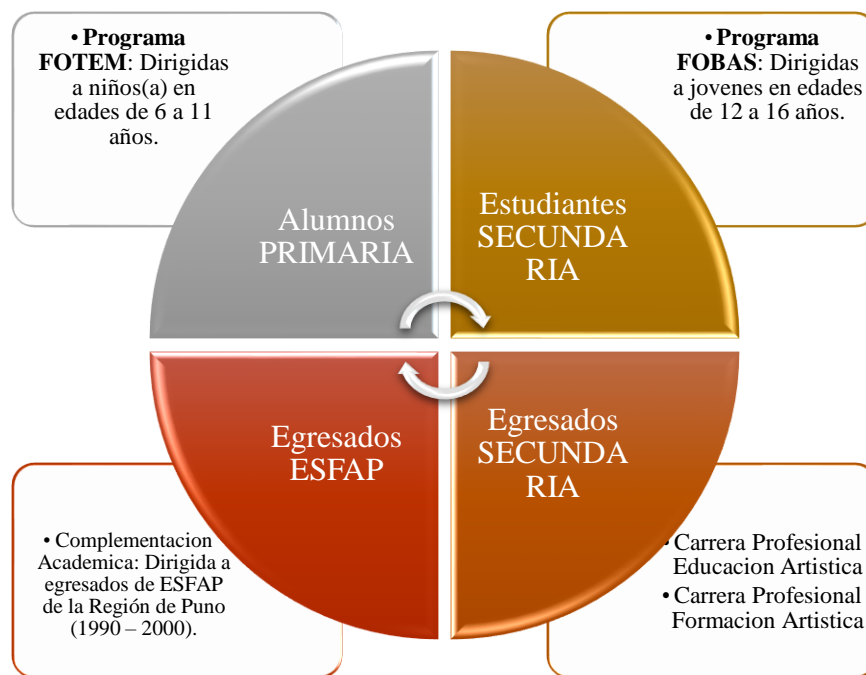 • Programa
FOTEM: Dirigidas
a niños(a) en
edades de 6 a 11
años.
• Programa
FOBAS: Dirigidas
a jovenes en edades
de 12 a 16 años.
Alumnos
PRIMARIA
Estudiantes
SECUNDA
RIA
Egresados
ESFAP
Egresados
SECUNDA
RIA
• Complementacion
Academica: Dirigida a
egresados de ESFAP
de la Región de Puno
(1990 – 2000).
• Carrera Profesional
Educacion Artistica
• Carrera Profesional
Formacion Artistica